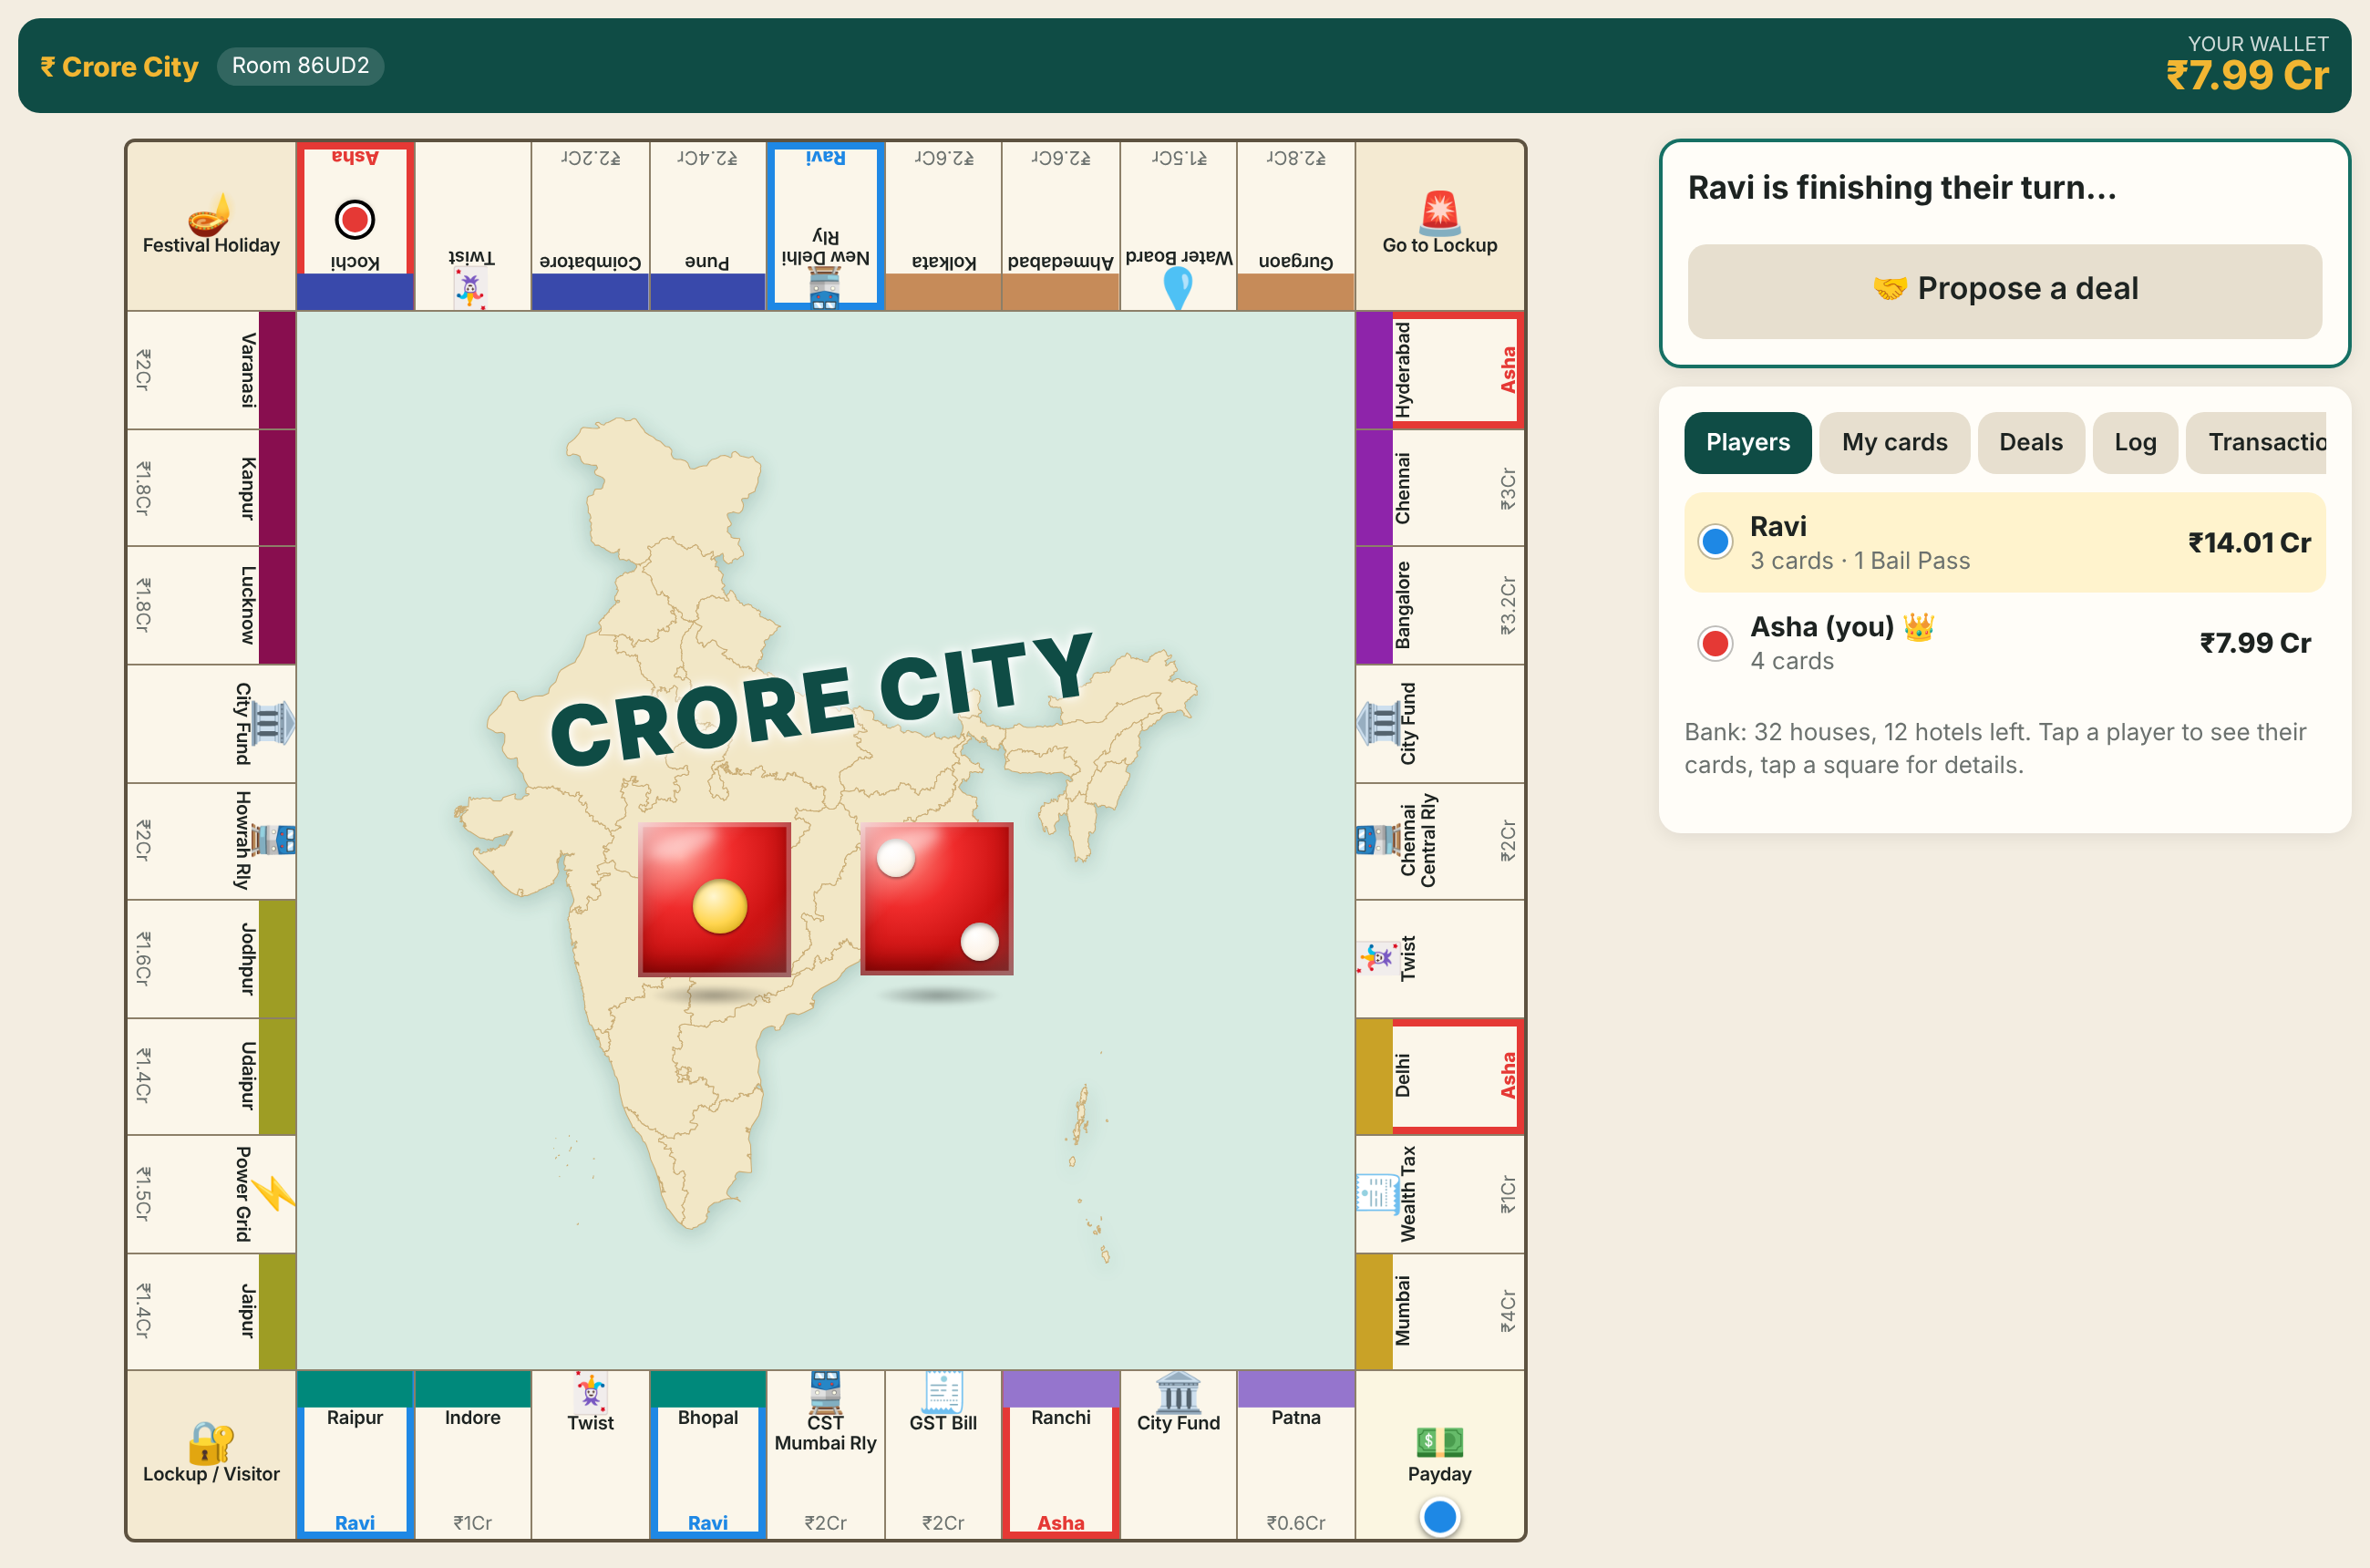 ₹ Crore City
Room 86UD2
YOUR WALLET
₹7.99 Cr
Festival Holiday
Asha
Kochi
Twist
₹2.2Cr
Coimbatore
₹2.4Cr
Pune
Ravi
New Delhi
Rly
₹2.6Cr
Kolkata
₹2.6Cr
Ahmedabad
₹1.5Cr
Water Board
₹2.8Cr
Gurgaon
Go to Lockup
Varanasi
₹2Cr
Kanpur
₹1.8Cr
Lucknow
₹1.8Cr
City Fund
Howrah Rly
₹2Cr
Jodhpur
₹1.6Cr
Udaipur
₹1.4Cr
Power Grid
₹1.5Cr
Jaipur
₹1.4Cr
CRORE CITY
Hyderabad
Asha
Chennai
₹3Cr
Bangalore
₹3.2Cr
City Fund
Chennai
Central Rly
₹2Cr
Twist
Delhi
Asha
Wealth Tax
₹1Cr
Mumbai
₹4Cr
Lockup / Visitor
Raipur
Ravi
Indore
₹1Cr
Twist
Bhopal
Ravi
CST
Mumbai Rly
₹2Cr
GST Bill
₹2Cr
Ranchi
Asha
City Fund
Patna
₹0.6Cr
Payday
Ravi is finishing their turn...
Propose a deal
Players
My cards
Deals
Log
Transactio
Ravi
3 cards · 1 Bail Pass
₹14.01 Cr
Asha (you)
4 cards
₹7.99 Cr
Bank: 32 houses, 12 hotels left. Tap a player to see their
cards, tap a square for details.